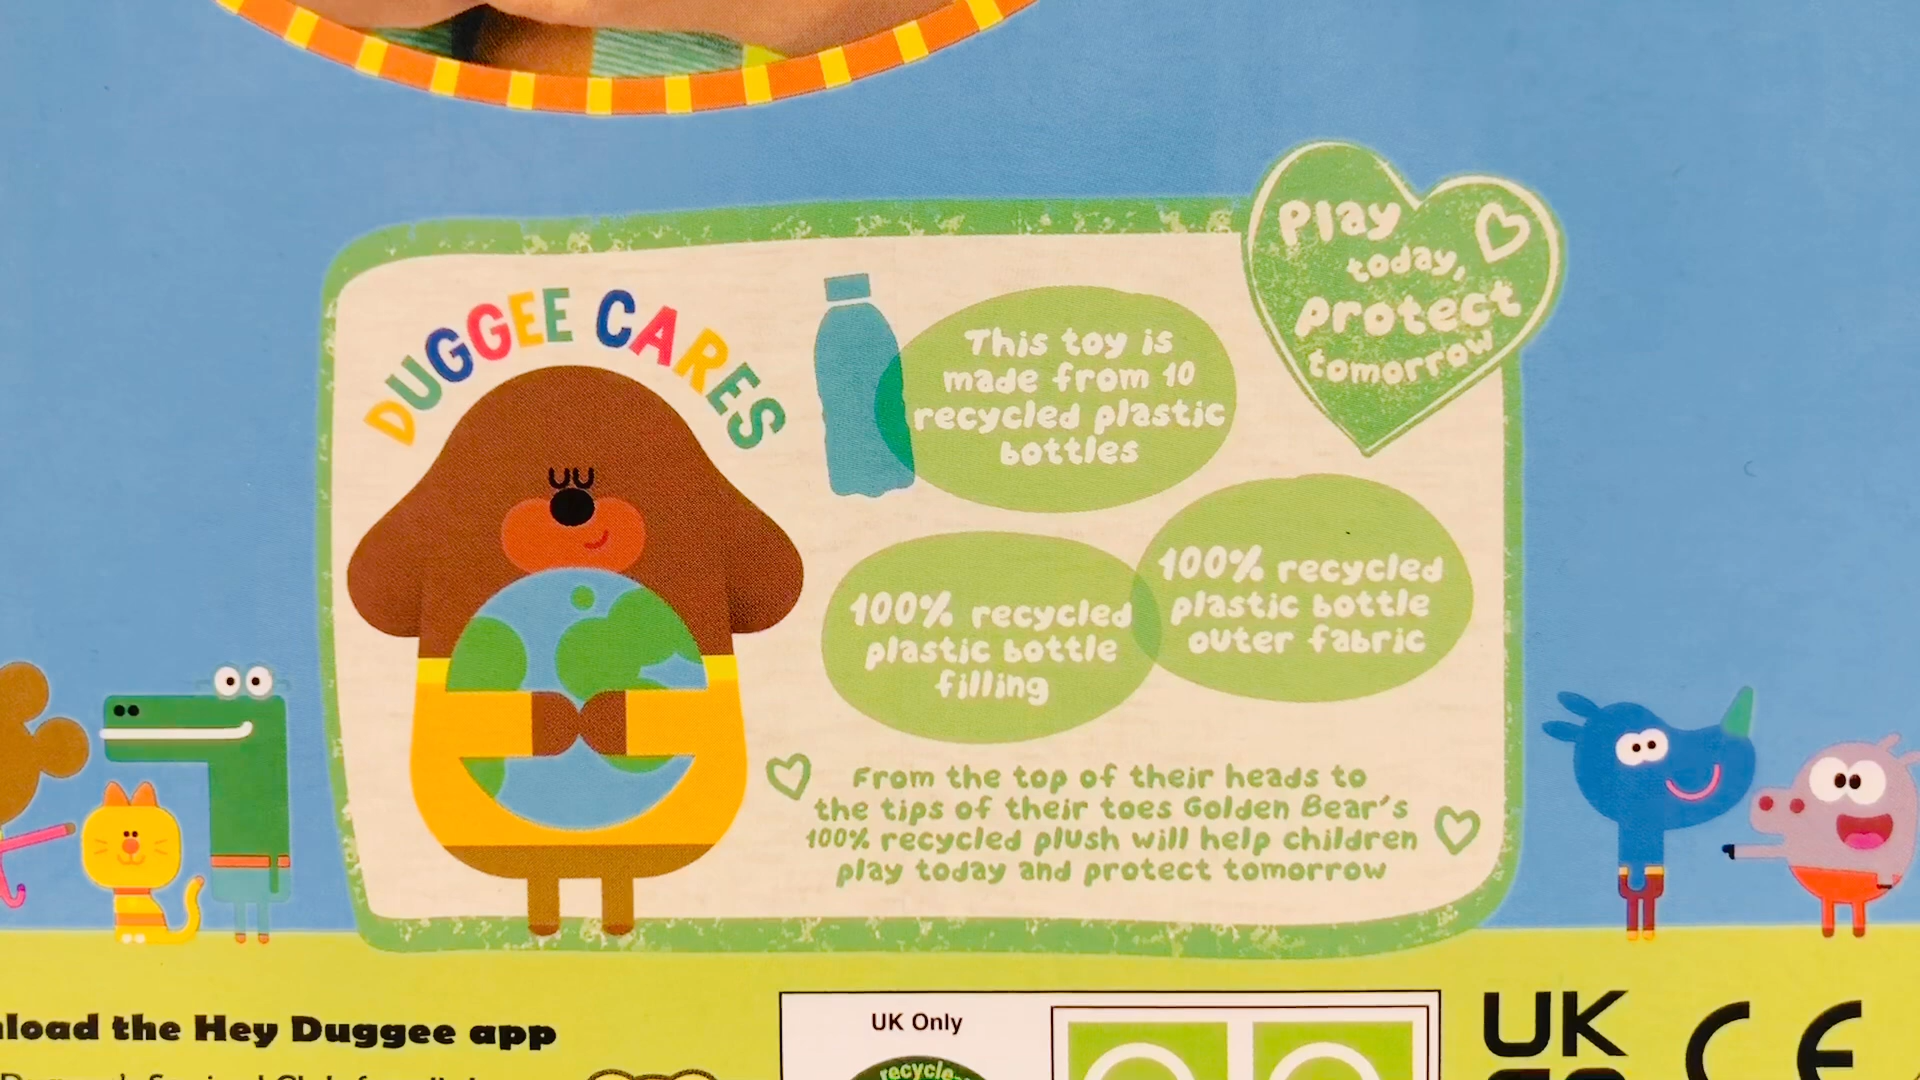 DUGGEE CARES
Play
today,
protect
tomorrow
This toy is
made from 10
recycled plastic
bottles
100% recycled
plastic bottle
filling
100% recycled
plastic bottle
outer fabric
From the top of their heads to
the tips of their toes Golden Bear's
100% recycled plush will help children
play today and protect tomorrow
the Hey Duggee app
UK Only
UK
CE